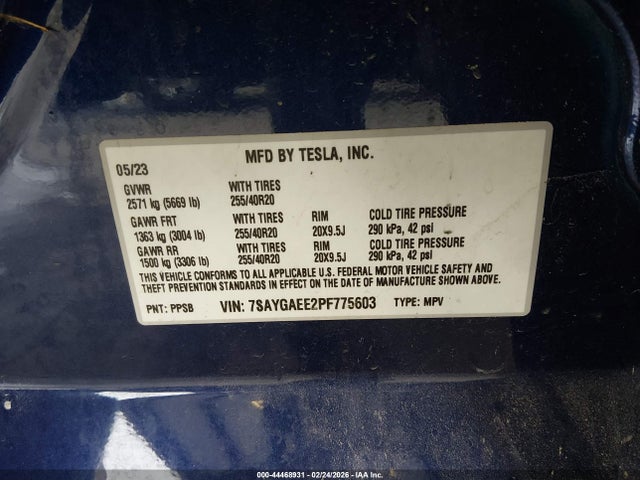 MFD BY TESLA, INC.
05/23
GVWR WITH TIRES
2571 kg (5669 lb) 255/40R20
GAWR FRT WITH TIRES RIM COLD TIRE PRESSURE
1363 kg (3004 lb) 255/40R20 20X9.5J 290 kPa, 42 psi
GAWR RR WITH TIRES RIM COLD TIRE PRESSURE
1500 kg (3306 lb) 255/40R20 20X9.5J 290 kPa, 42 psi
THIS VEHICLE CONFORMS TO ALL APPLICABLE U.S. FEDERAL MOTOR VEHICLE SAFETY AND
THEFT PREVENTION STANDARDS IN EFFECT ON THE DATE OF MANUFACTURE SHOWN ABOVE.
PNT: PPSB VIN: 7SAYGAEE2PF775603 TYPE: MPV
000-44468931 - 02/24/2026 - IAA Inc.